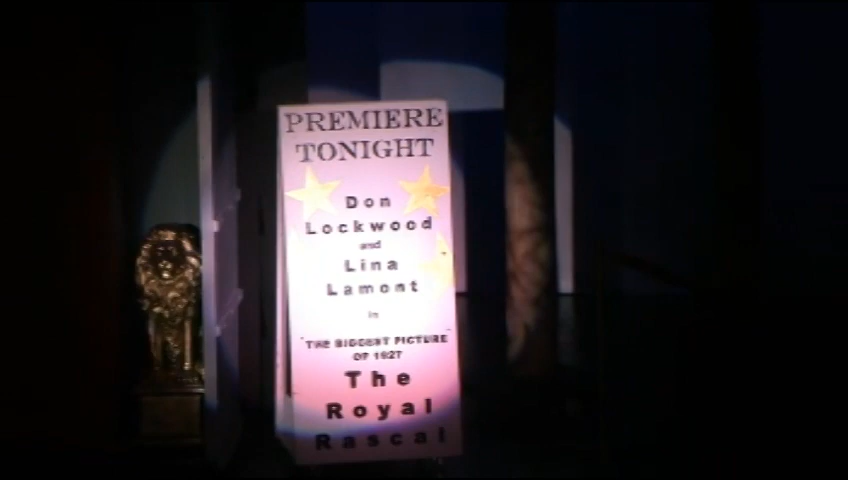 PREMIERE
TONIGHT
Don
Lockwood
and
Lina
Lamont
in
"THE BIGGEST PICTURE"
OF 1927
The
Royal
Rascal